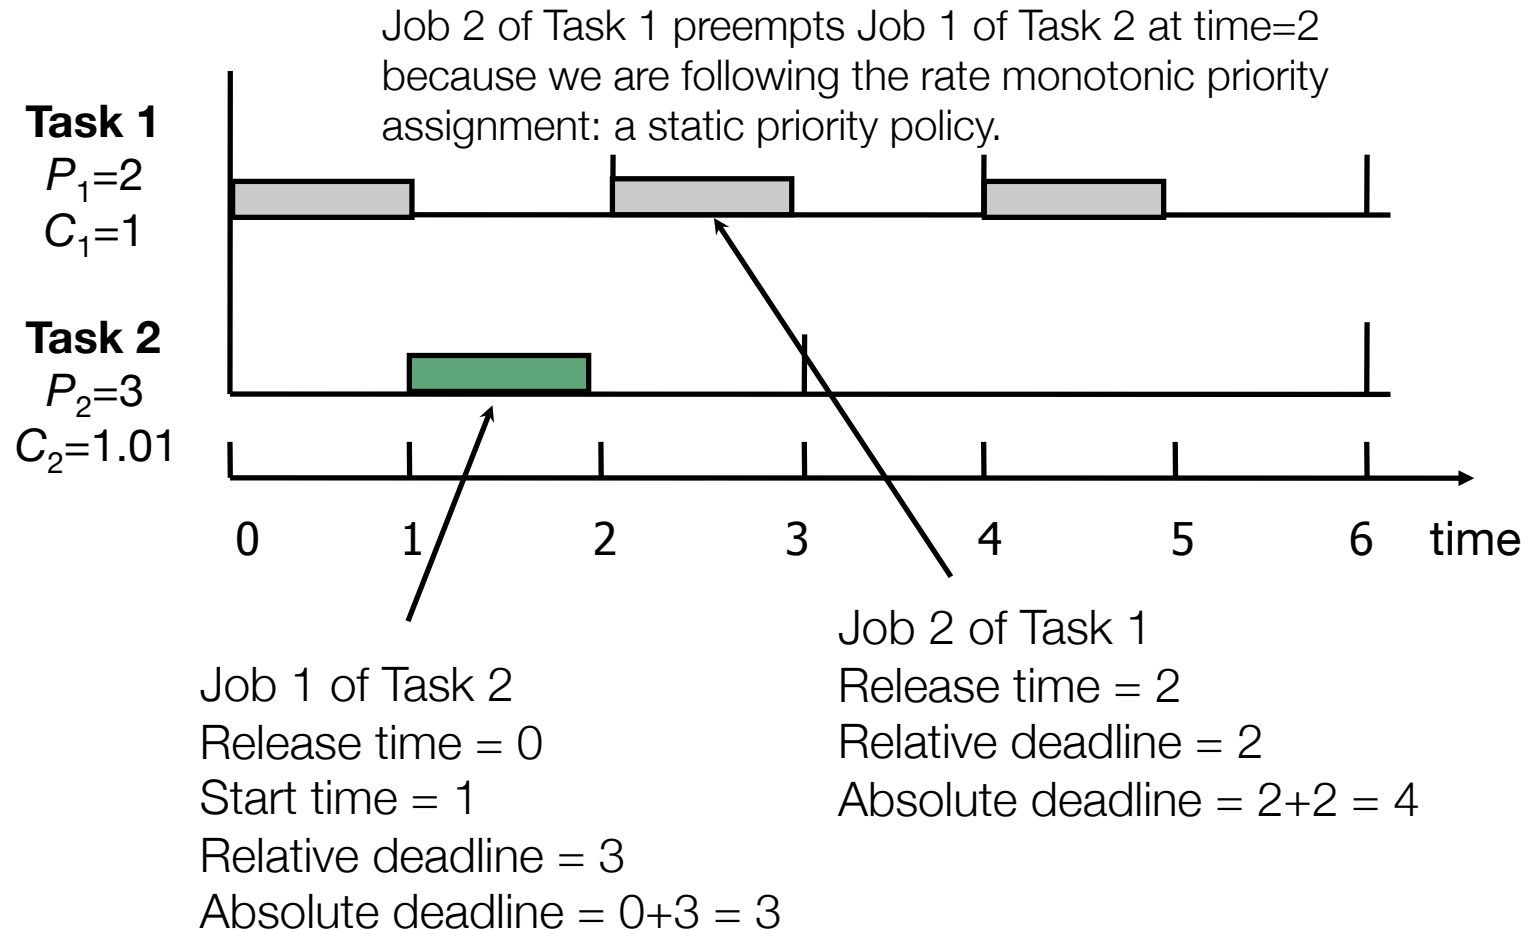 Job 2 of Task 1 preempts Job 1 of Task 2 at time=2
because we are following the rate monotonic priority
assignment: a static priority policy.
Task 1
P₁=2
C₁=1
Task 2
P₂=3
C₂=1.01
0 1 2 3 4 5 6 time
Job 1 of Task 2
Release time = 0
Start time = 1
Relative deadline = 3
Absolute deadline = 0+3 = 3
Job 2 of Task 1
Release time = 2
Relative deadline = 2
Absolute deadline = 2+2 = 4